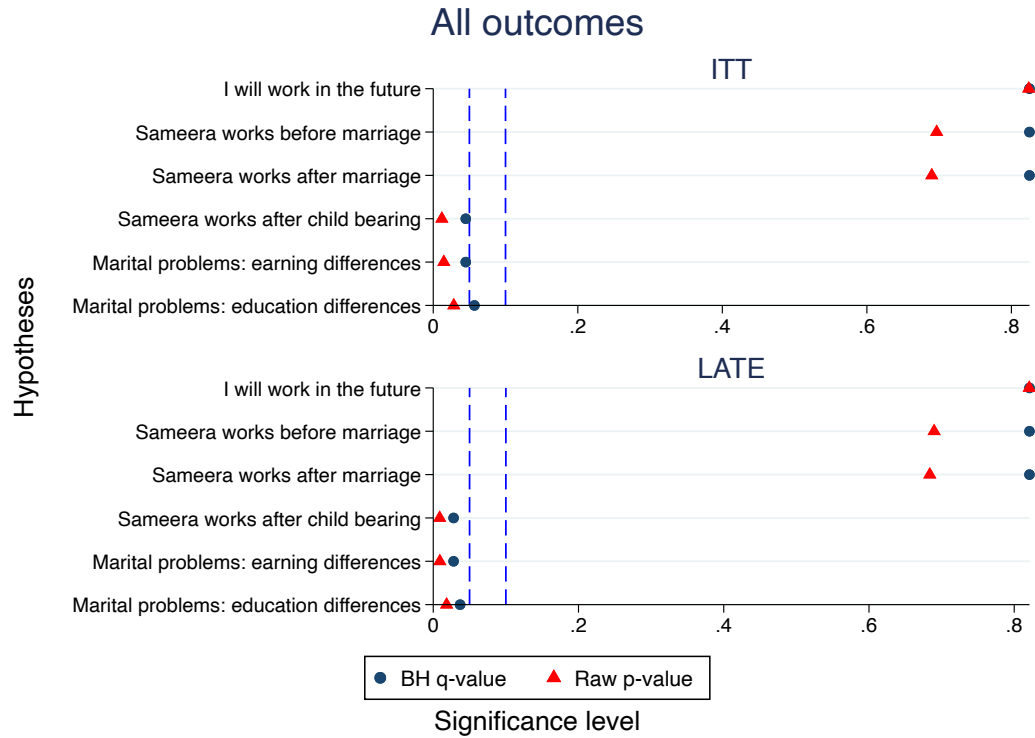 All outcomes
ITT
I will work in the future
Sameera works before marriage
Sameera works after marriage
Sameera works after child bearing
Marital problems: earning differences
Marital problems: education differences
0 .2 .4 .6 .8
Hypotheses
LATE
I will work in the future
Sameera works before marriage
Sameera works after marriage
Sameera works after child bearing
Marital problems: earning differences
Marital problems: education differences
0 .2 .4 .6 .8
BH q-value Raw p-value
Significance level